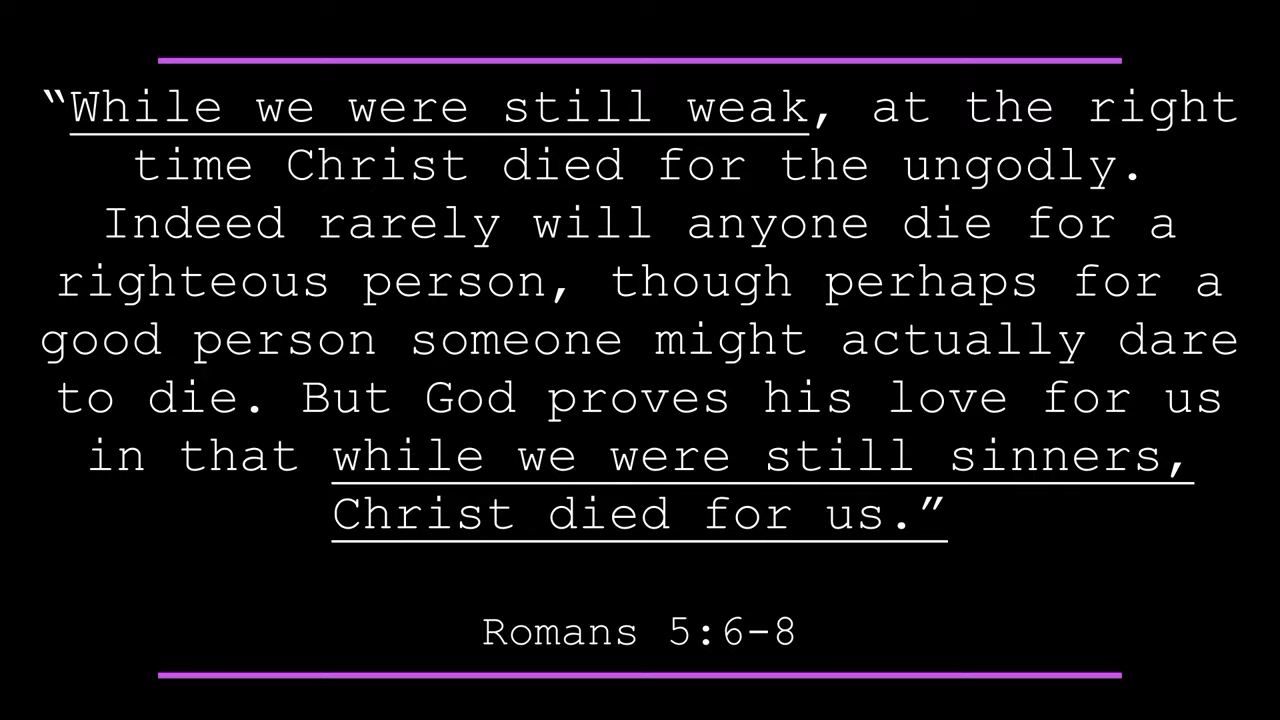 “While we were still weak, at the right
time Christ died for the ungodly.
Indeed rarely will anyone die for a
righteous person, though perhaps for a
good person someone might actually dare
to die. But God proves his love for us
in that while we were still sinners,
Christ died for us.”
Romans 5:6-8